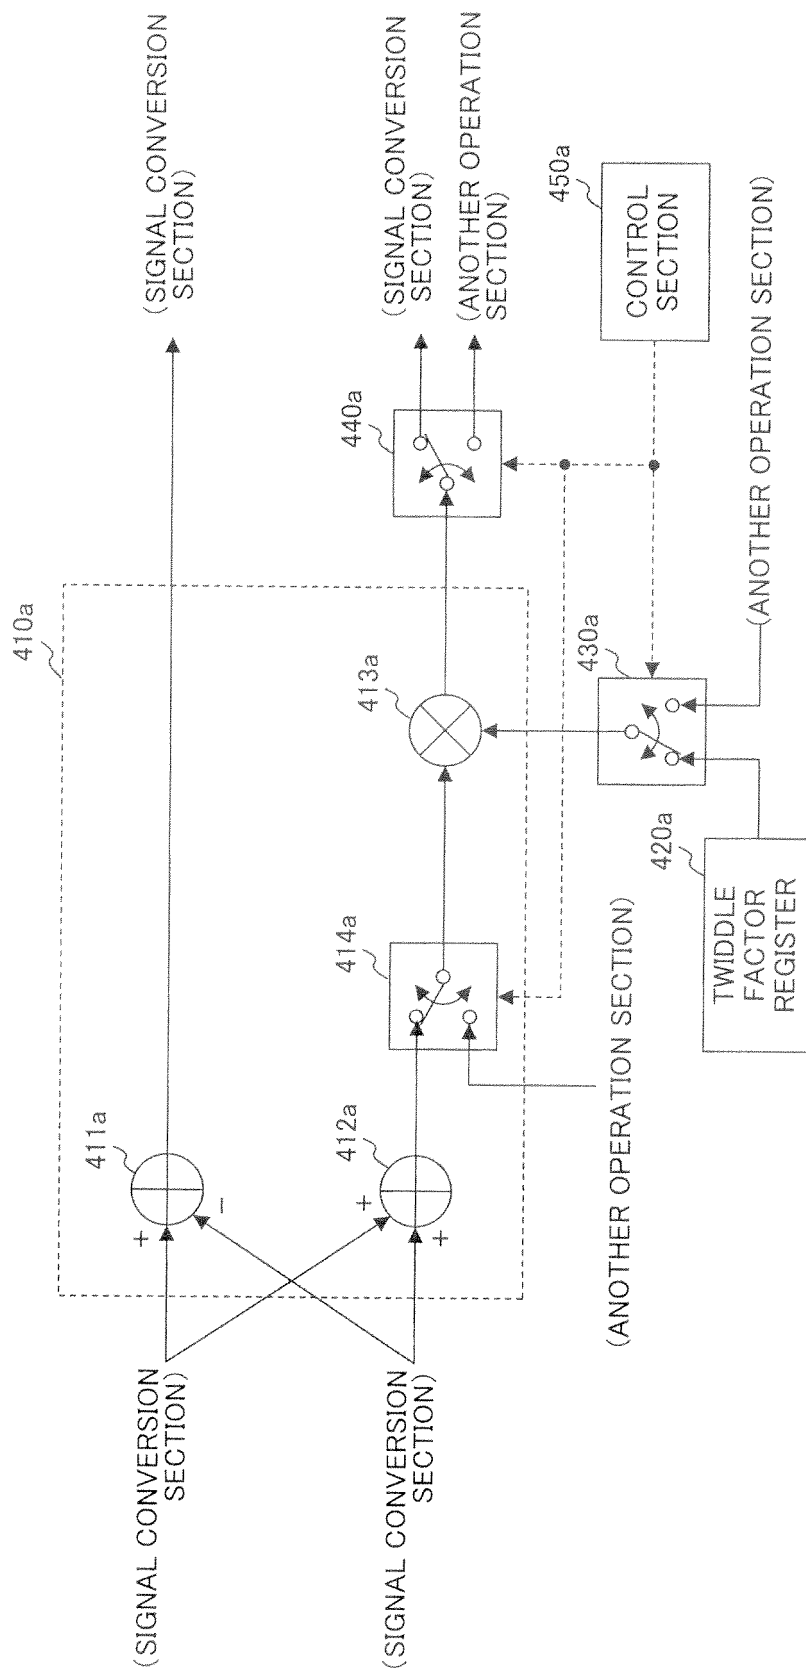 (SIGNAL CONVERSION
SECTION)
(SIGNAL CONVERSION
SECTION)
+
-
+
+
411a
412a
410a
414a
(ANOTHER OPERATION SECTION)
413a
420a
TWIDDLE
FACTOR
REGISTER
430a
(ANOTHER OPERATION SECTION)
440a
450a
CONTROL
SECTION
(SIGNAL CONVERSION
SECTION)
(SIGNAL CONVERSION
SECTION)
(ANOTHER OPERATION
SECTION)